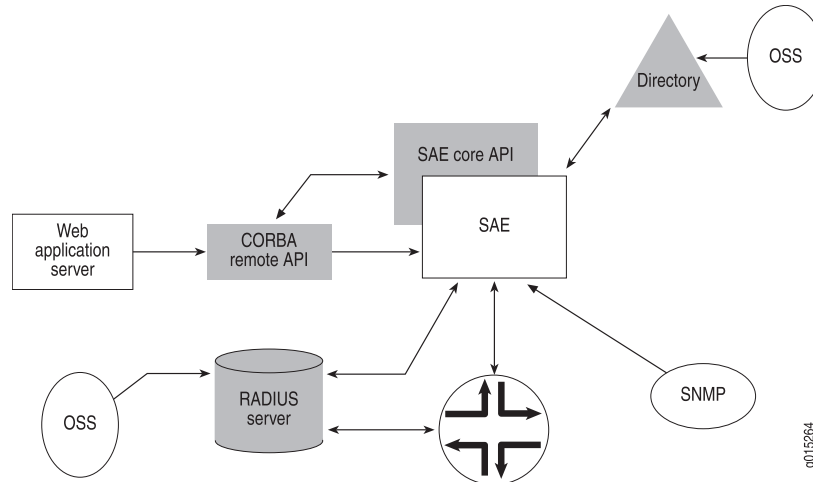 OSS
Directory
SAE core API
SAE
Web
application
server
CORBA
remote API
RADIUS
server
OSS
SNMP
g015264